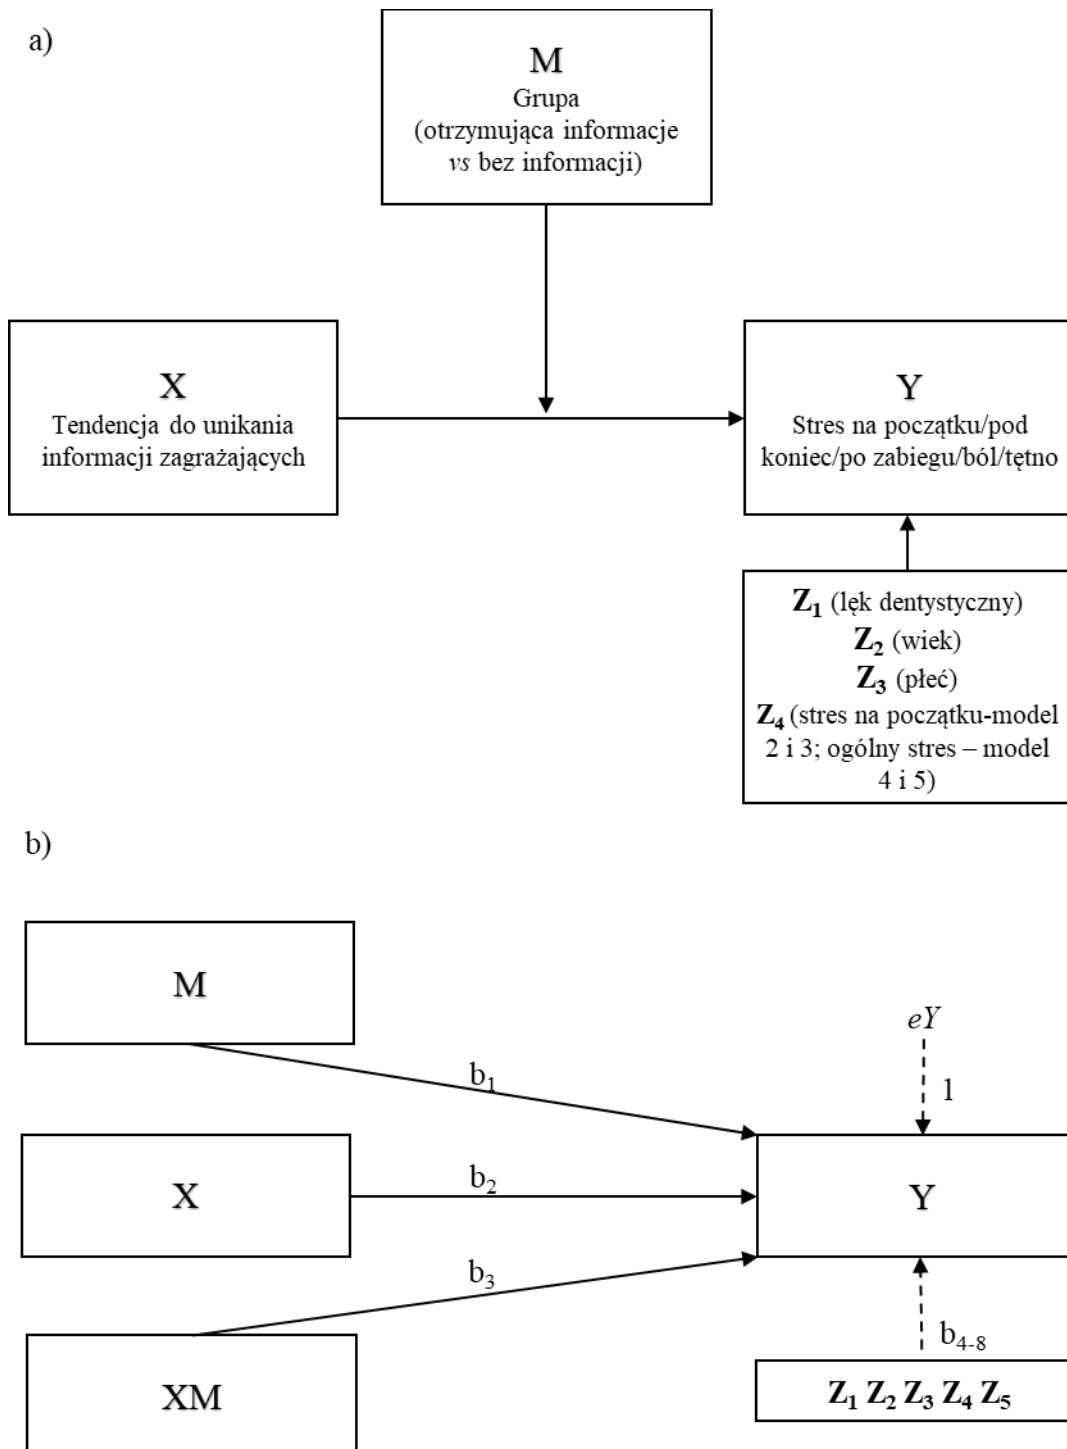 a)
M
Grupa
(otrzymująca informacje
vs bez informacji)
X
Tendencja do unikania
informacji zagrażających
Y
Stres na początku/pod
koniec/po zabiegu/ból/tętno
Z1 (lęk dentystyczny)
Z2 (wiek)
Z3 (płeć)
Z4 (stres na początku-model
2 i 3; ogólny stres – model
4 i 5)
b)
M
eY
b1
1
X
b2
Y
b3
b4-8
XM
Z1 Z2 Z3 Z4 Z5